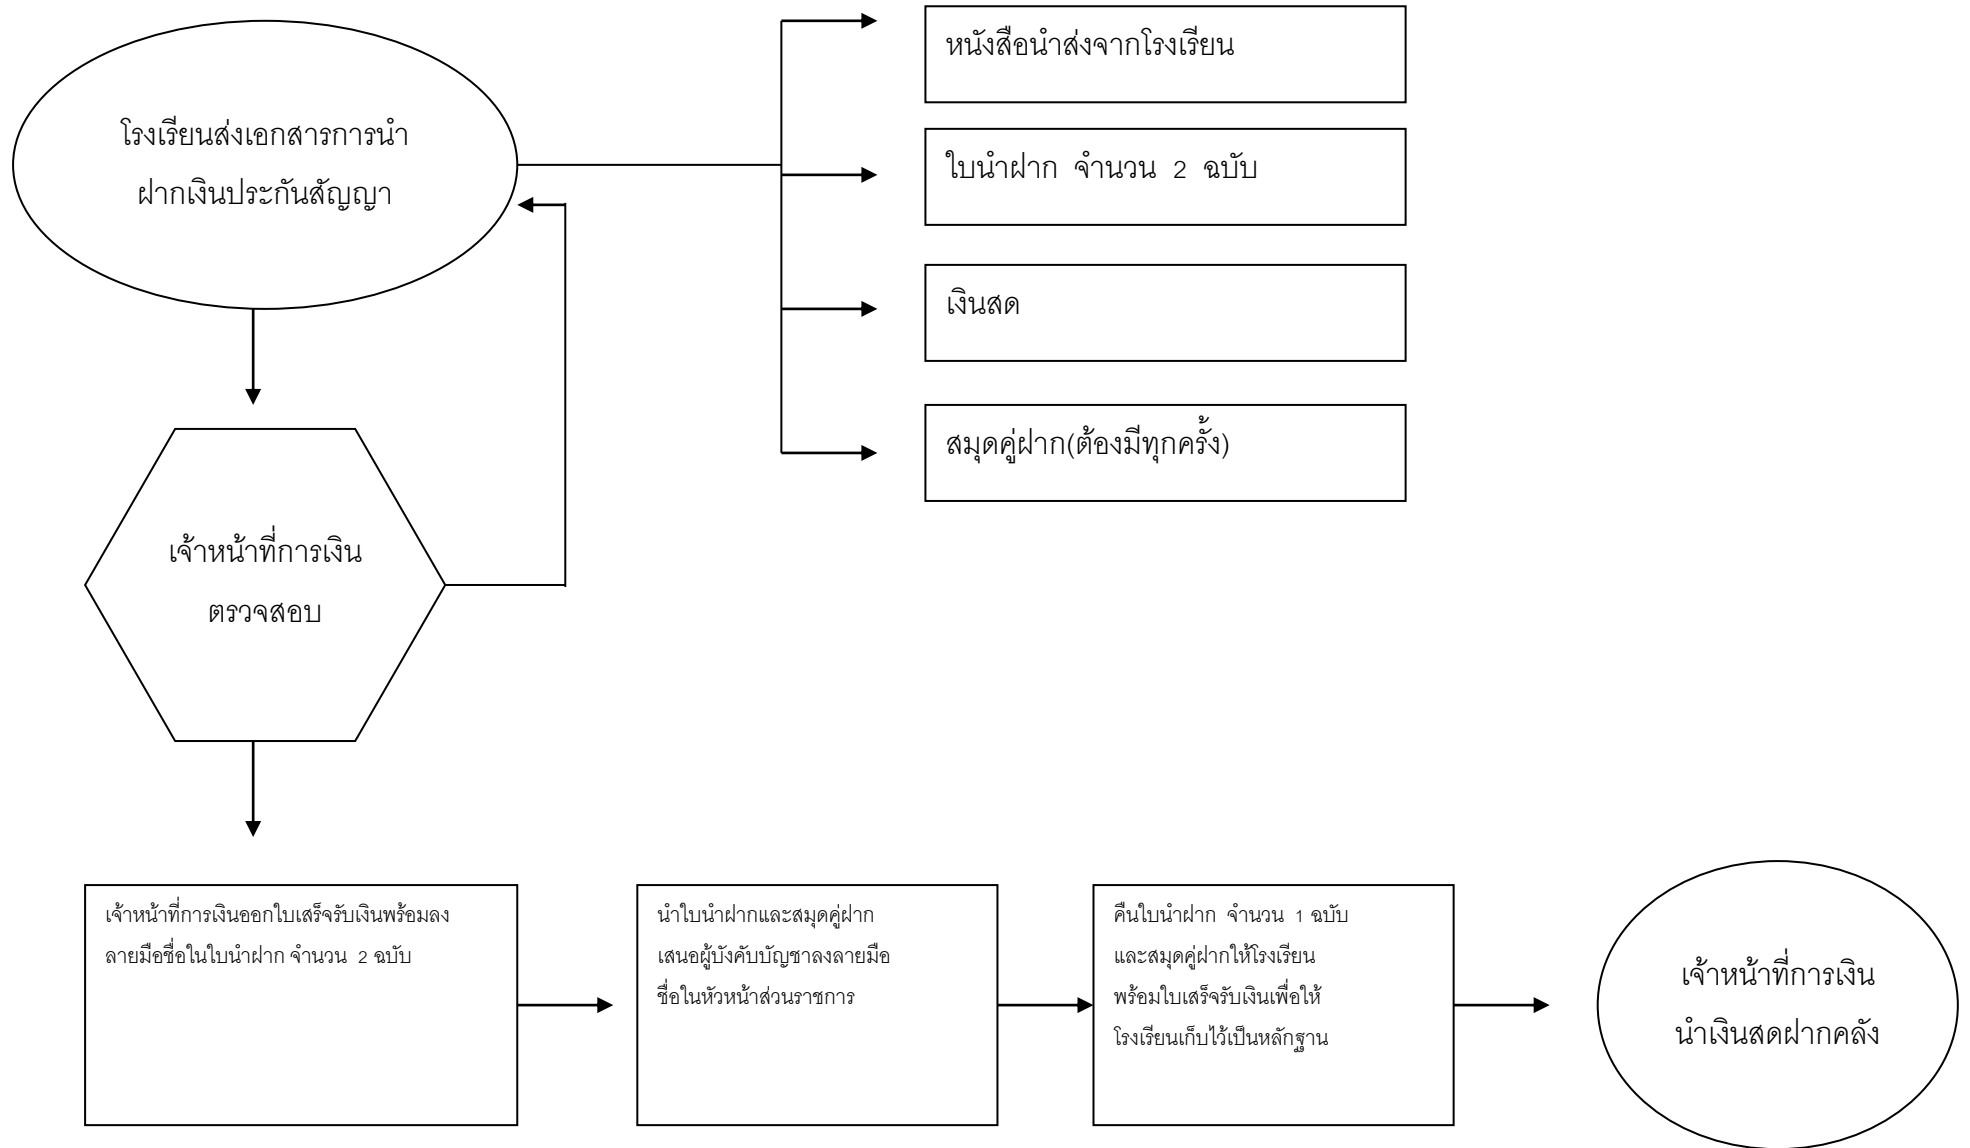 โรงเรียนส่งเอกสารการนำ
ฝากเงินประกันสัญญา
หนังสือนำส่งจากโรงเรียน
ใบนำฝาก จำนวน 2 ฉบับ
เงินสด
สมุดคู่ฝาก(ต้องมีทุกครั้ง)
เจ้าหน้าที่การเงิน
ตรวจสอบ
เจ้าหน้าที่การเงินออกใบเสร็จรับเงินพร้อมลง
ลายมือชื่อในใบนำฝาก จำนวน 2 ฉบับ
นำใบนำฝากและสมุดคู่ฝาก
เสนอผู้บังคับบัญชาลงลายมือ
ชื่อในหัวหน้าส่วนราชการ
คืนใบนำฝาก จำนวน 1 ฉบับ
และสมุดคู่ฝากให้โรงเรียน
พร้อมใบเสร็จรับเงินเพื่อให้
โรงเรียนเก็บไว้เป็นหลักฐาน
เจ้าหน้าที่การเงิน
นำเงินสดฝากคลัง